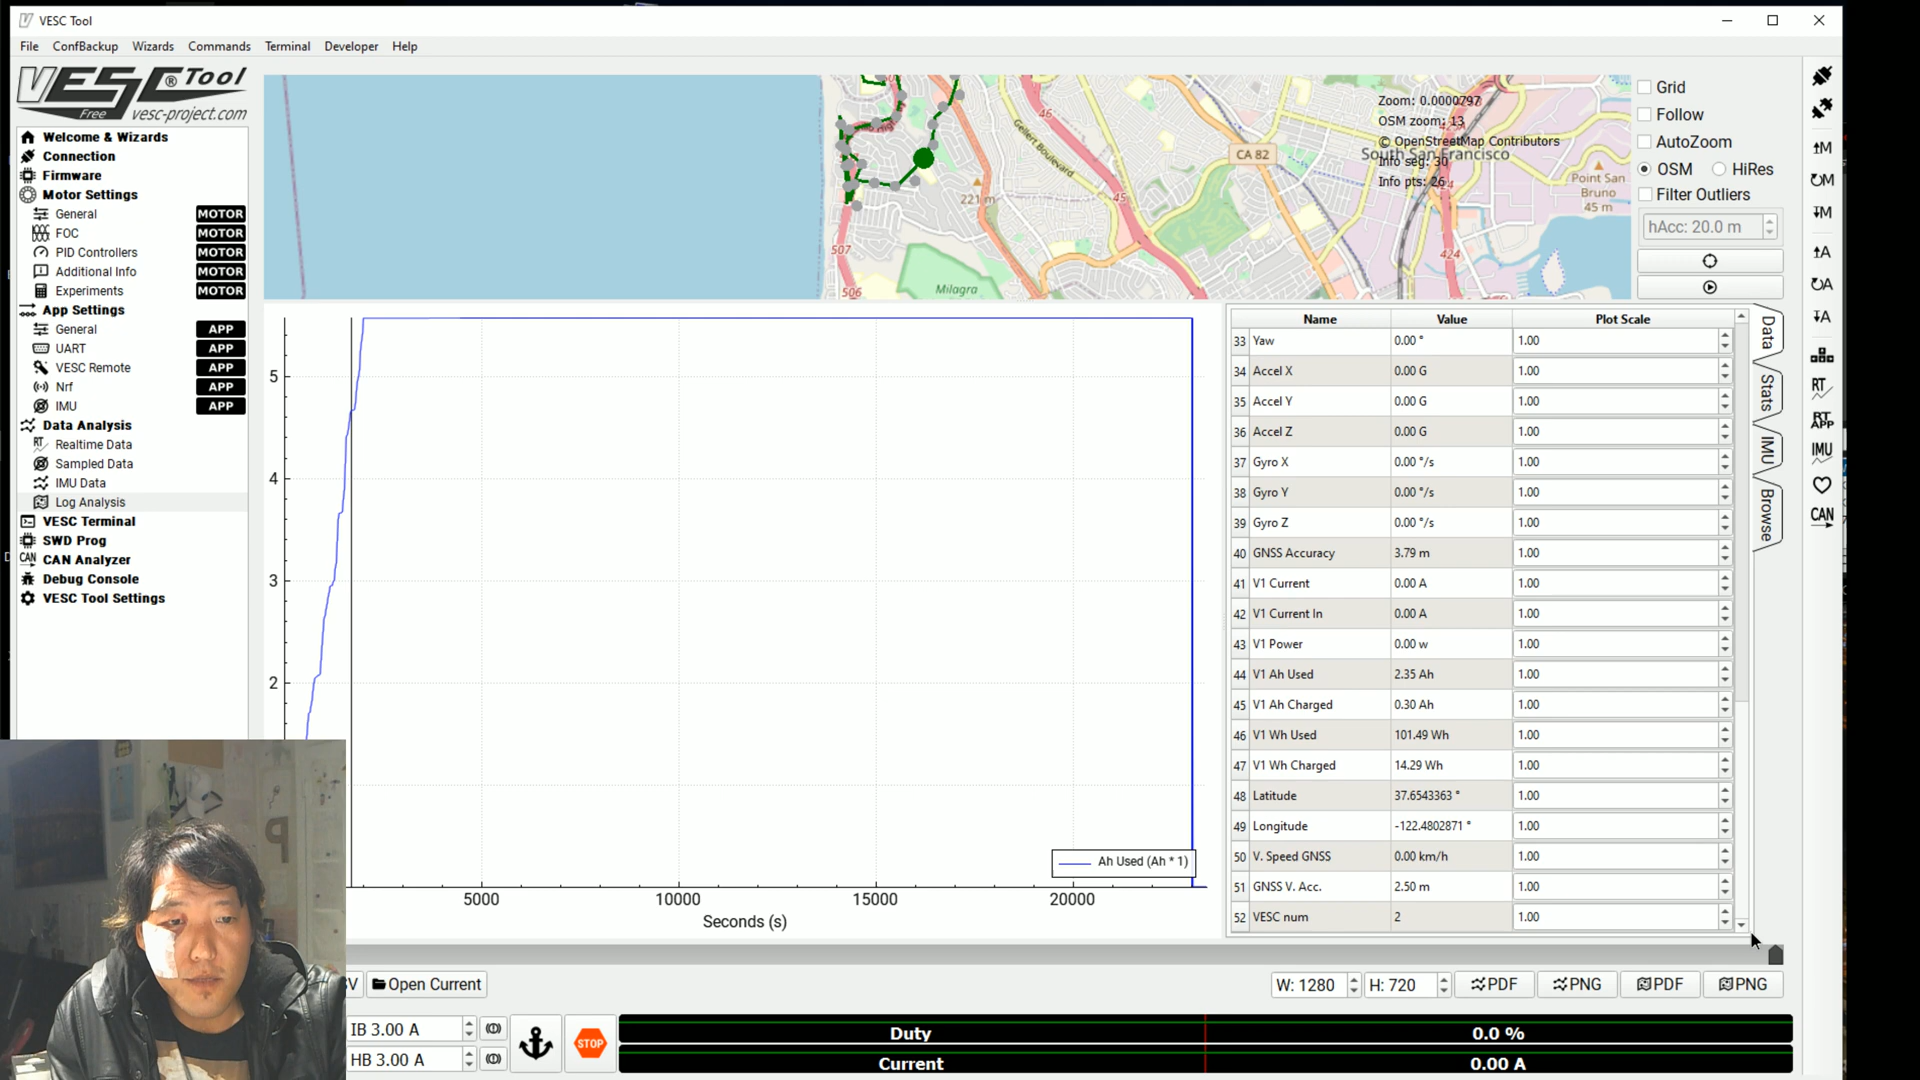 VESC Tool
File ConfBackup Wizards Commands Terminal Developer Help
VESC® Tool
Free vesc-project.com
Welcome & Wizards
Connection
Firmware
Motor Settings
General MOTOR
FOC MOTOR
PID Controllers MOTOR
Additional Info MOTOR
Experiments MOTOR
App Settings
General APP
UART APP
VESC Remote APP
Nrf APP
IMU APP
Data Analysis
RT Realtime Data
Sampled Data
IMU Data
Log Analysis
VESC Terminal
SWD Prog
CAN CAN Analyzer
Debug Console
VESC Tool Settings
46
Gellert Boulevard
CA 82
221 m
45
507
506
Milagra
424
South San Francisco
Point San
Bruno
45 m
Zoom: 0.0000797
OSM zoom: 13
© OpenStreetMap Contributors
Info seg: 30
Info pts: 26
Grid
Follow
AutoZoom
OSM HiRes
Filter Outliers
hAcc: 20.0 m
5
4
3
2
5000 10000 15000 20000
Seconds (s)
Ah Used (Ah * 1)
Name Value Plot Scale
33 Yaw 0.00 ° 1.00
34 Accel X 0.00 G 1.00
35 Accel Y 0.00 G 1.00
36 Accel Z 0.00 G 1.00
37 Gyro X 0.00 °/s 1.00
38 Gyro Y 0.00 °/s 1.00
39 Gyro Z 0.00 °/s 1.00
40 GNSS Accuracy 3.79 m 1.00
41 V1 Current 0.00 A 1.00
42 V1 Current In 0.00 A 1.00
43 V1 Power 0.00 w 1.00
44 V1 Ah Used 2.35 Ah 1.00
45 V1 Ah Charged 0.30 Ah 1.00
46 V1 Wh Used 101.49 Wh 1.00
47 V1 Wh Charged 14.29 Wh 1.00
48 Latitude 37.6543363 ° 1.00
49 Longitude -122.4802871 ° 1.00
50 V. Speed GNSS 0.00 km/h 1.00
51 GNSS V. Acc. 2.50 m 1.00
52 VESC num 2 1.00
Data
Stats
IMU
Browse
M
M
M
A
A
A
RT
RT
APP
IMU
CAN
V Open Current
W: 1280 H: 720 PDF PNG PDF PNG
IB 3.00 A
HB 3.00 A
STOP
Duty 0.0 %
Current 0.00 A